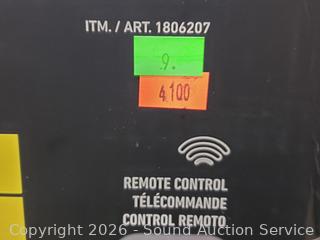 ITM. / ART. 1806207
9.
4100
REMOTE CONTROL
TÉLÉCOMMANDE
CONTROL REMOTO
Copyright 2026 - Sound Auction Service